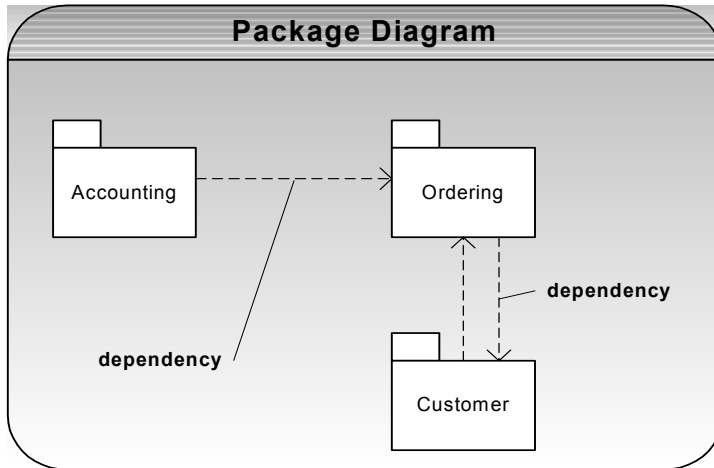 Package Diagram
Accounting
Ordering
dependency
dependency
Customer